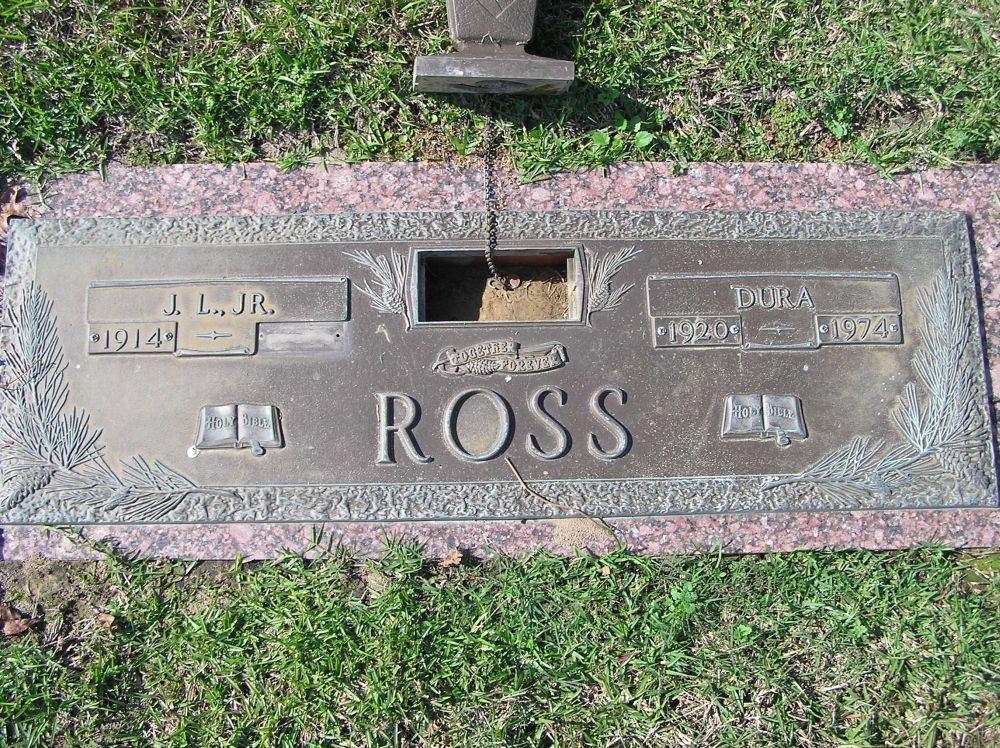 J. L., JR.
1914
DURA
1920 1974
TOGETHER
FOREVER
ROSS
HOLY BIBLE
HOLY BIBLE